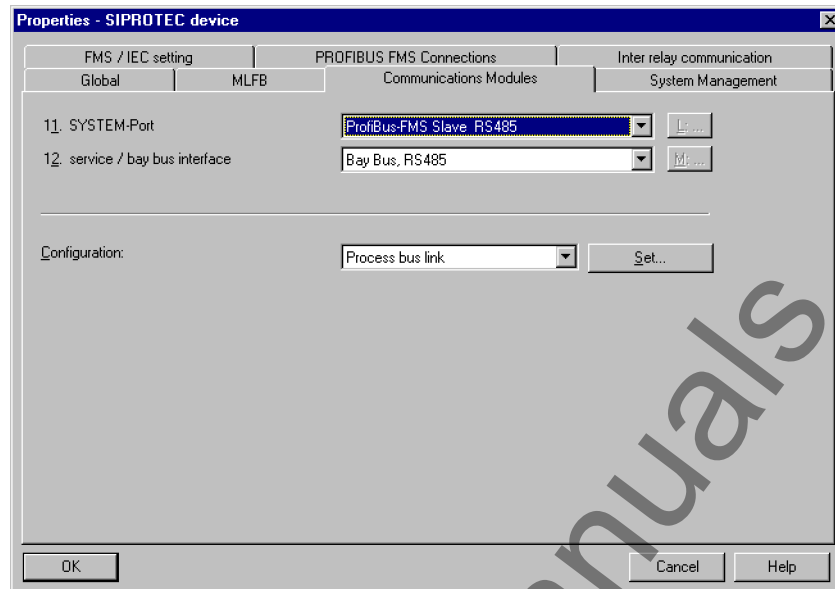 Properties - SIPROTEC device
FMS / IEC setting
PROFIBUS FMS Connections
Inter relay communication
Global
MLFB
Communications Modules
System Management
11. SYSTEM-Port
ProfiBus-FMS Slave RS485
L: ...
12. service / bay bus interface
Bay Bus, RS485
M: ...
Configuration:
Process bus link
Set...
OK
Cancel
Help
nuals